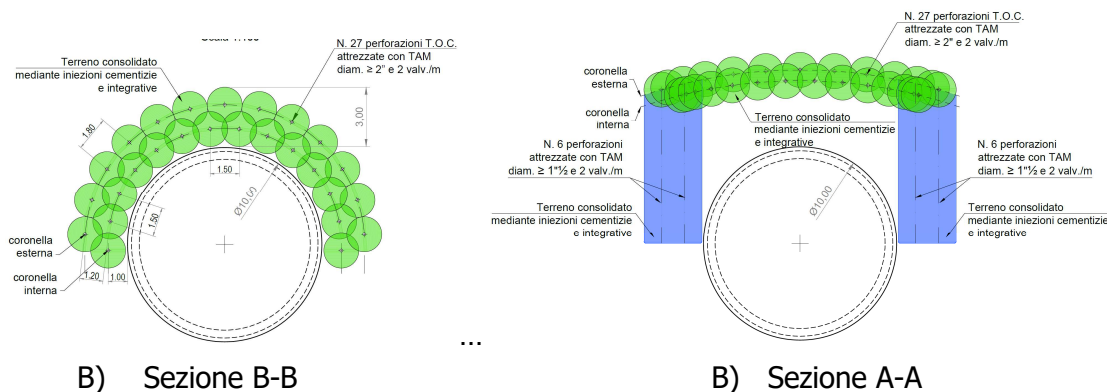 N. 27 perforazioni T.O.C.
attrezzate con TAM
diam. ≥ 2" e 2 valv./m
Terreno consolidato
mediante iniezioni cementizie
e integrative
3.00
1.80
1.50
Ø10.00
1.50
coronella
esterna
coronella
interna
1.20
1.00
B) Sezione B-B
...
N. 27 perforazioni T.O.C.
attrezzate con TAM
diam. ≥ 2" e 2 valv./m
coronella
esterna
coronella
interna
Terreno consolidato
mediante iniezioni cementizie
e integrative
N. 6 perforazioni
attrezzate con TAM
diam. ≥ 1"½ e 2 valv./m
N. 6 perforazioni
attrezzate con TAM
diam. ≥ 1"½ e 2 valv./m
Ø10.00
Terreno consolidato
mediante iniezioni cementizie
e integrative
Terreno consolidato
mediante iniezioni cementizie
e integrative
B) Sezione A-A